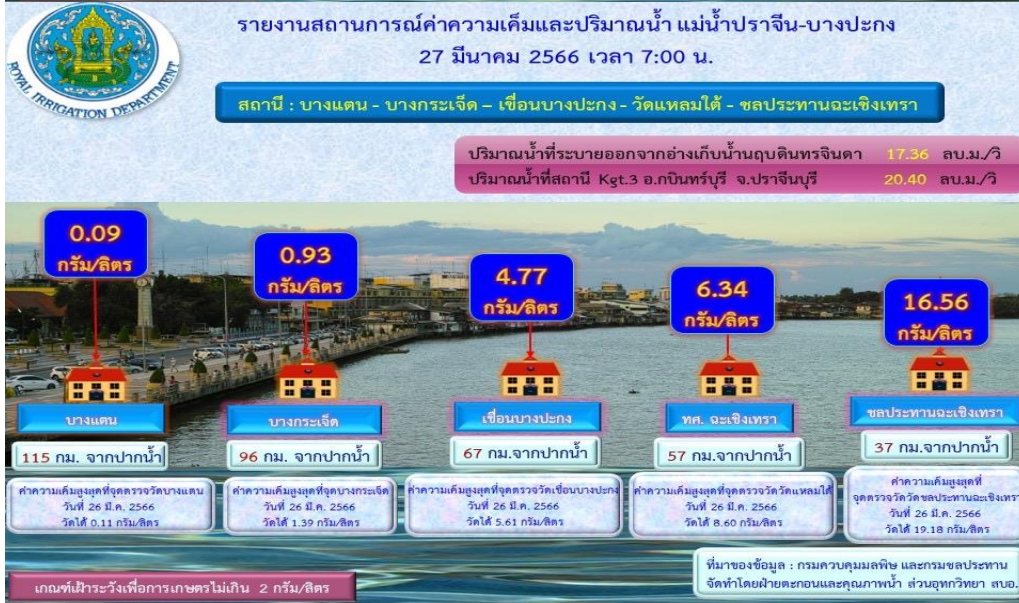 รายงานสถานการณ์ค่าความเค็มและปริมาณน้ำ แม่น้ำปราจีน-บางปะกง
27 มีนาคม 2566 เวลา 7:00 น.
ROYAL IRRIGATION DEPARTMENT
สถานี : บางแตน - บางกระเจ็ด – เขื่อนบางปะกง - วัดแหลมใต้ - ชลประทานฉะเชิงเทรา
ปริมาณน้ำที่ระบายออกจากอ่างเก็บน้ำนฤบดินทรจินดา 17.36 ลบ.ม./วิ
ปริมาณน้ำที่สถานี Kgt.3 อ.กบินทร์บุรี จ.ปราจีนบุรี 20.40 ลบ.ม./วิ
0.09
กรัม/ลิตร
0.93
กรัม/ลิตร
4.77
กรัม/ลิตร
6.34
กรัม/ลิตร
16.56
กรัม/ลิตร
บางแตน
บางกระเจ็ด
เขื่อนบางปะกง
ทศ. ฉะเชิงเทรา
ชลประทานฉะเชิงเทรา
115 กม. จากปากน้ำ
96 กม. จากปากน้ำ
67 กม.จากปากน้ำ
57 กม.จากปากน้ำ
37 กม.จากปากน้ำ
ค่าความเค็มสูงสุดที่จุดตรวจวัดบางแตน
วันที่ 26 มี.ค. 2566
วัดได้ 0.11 กรัม/ลิตร
ค่าความเค็มสูงสุดที่จุดบางกระเจ็ด
วันที่ 26 มี.ค. 2566
วัดได้ 1.39 กรัม/ลิตร
ค่าความเค็มสูงสุดที่จุดตรวจวัดเขื่อนบางปะกง
วันที่ 26 มี.ค. 2566
วัดได้ 5.61 กรัม/ลิตร
ค่าความเค็มสูงสุดที่จุดตรวจวัดวัดแหลมใต้
วันที่ 26 มี.ค. 2566
วัดได้ 8.60 กรัม/ลิตร
ค่าความเค็มสูงสุดที่
จุดตรวจวัดวัดชลประทานฉะเชิงเทรา
วันที่ 26 มี.ค. 2566
วัดได้ 19.18 กรัม/ลิตร
เกณฑ์เฝ้าระวังเพื่อการเกษตรไม่เกิน 2 กรัม/ลิตร
ที่มาของข้อมูล : กรมควบคุมมลพิษ และกรมชลประทาน
จัดทำโดยฝ่ายตะกอนและคุณภาพน้ำ ส่วนอุทกวิทยา สบอ.